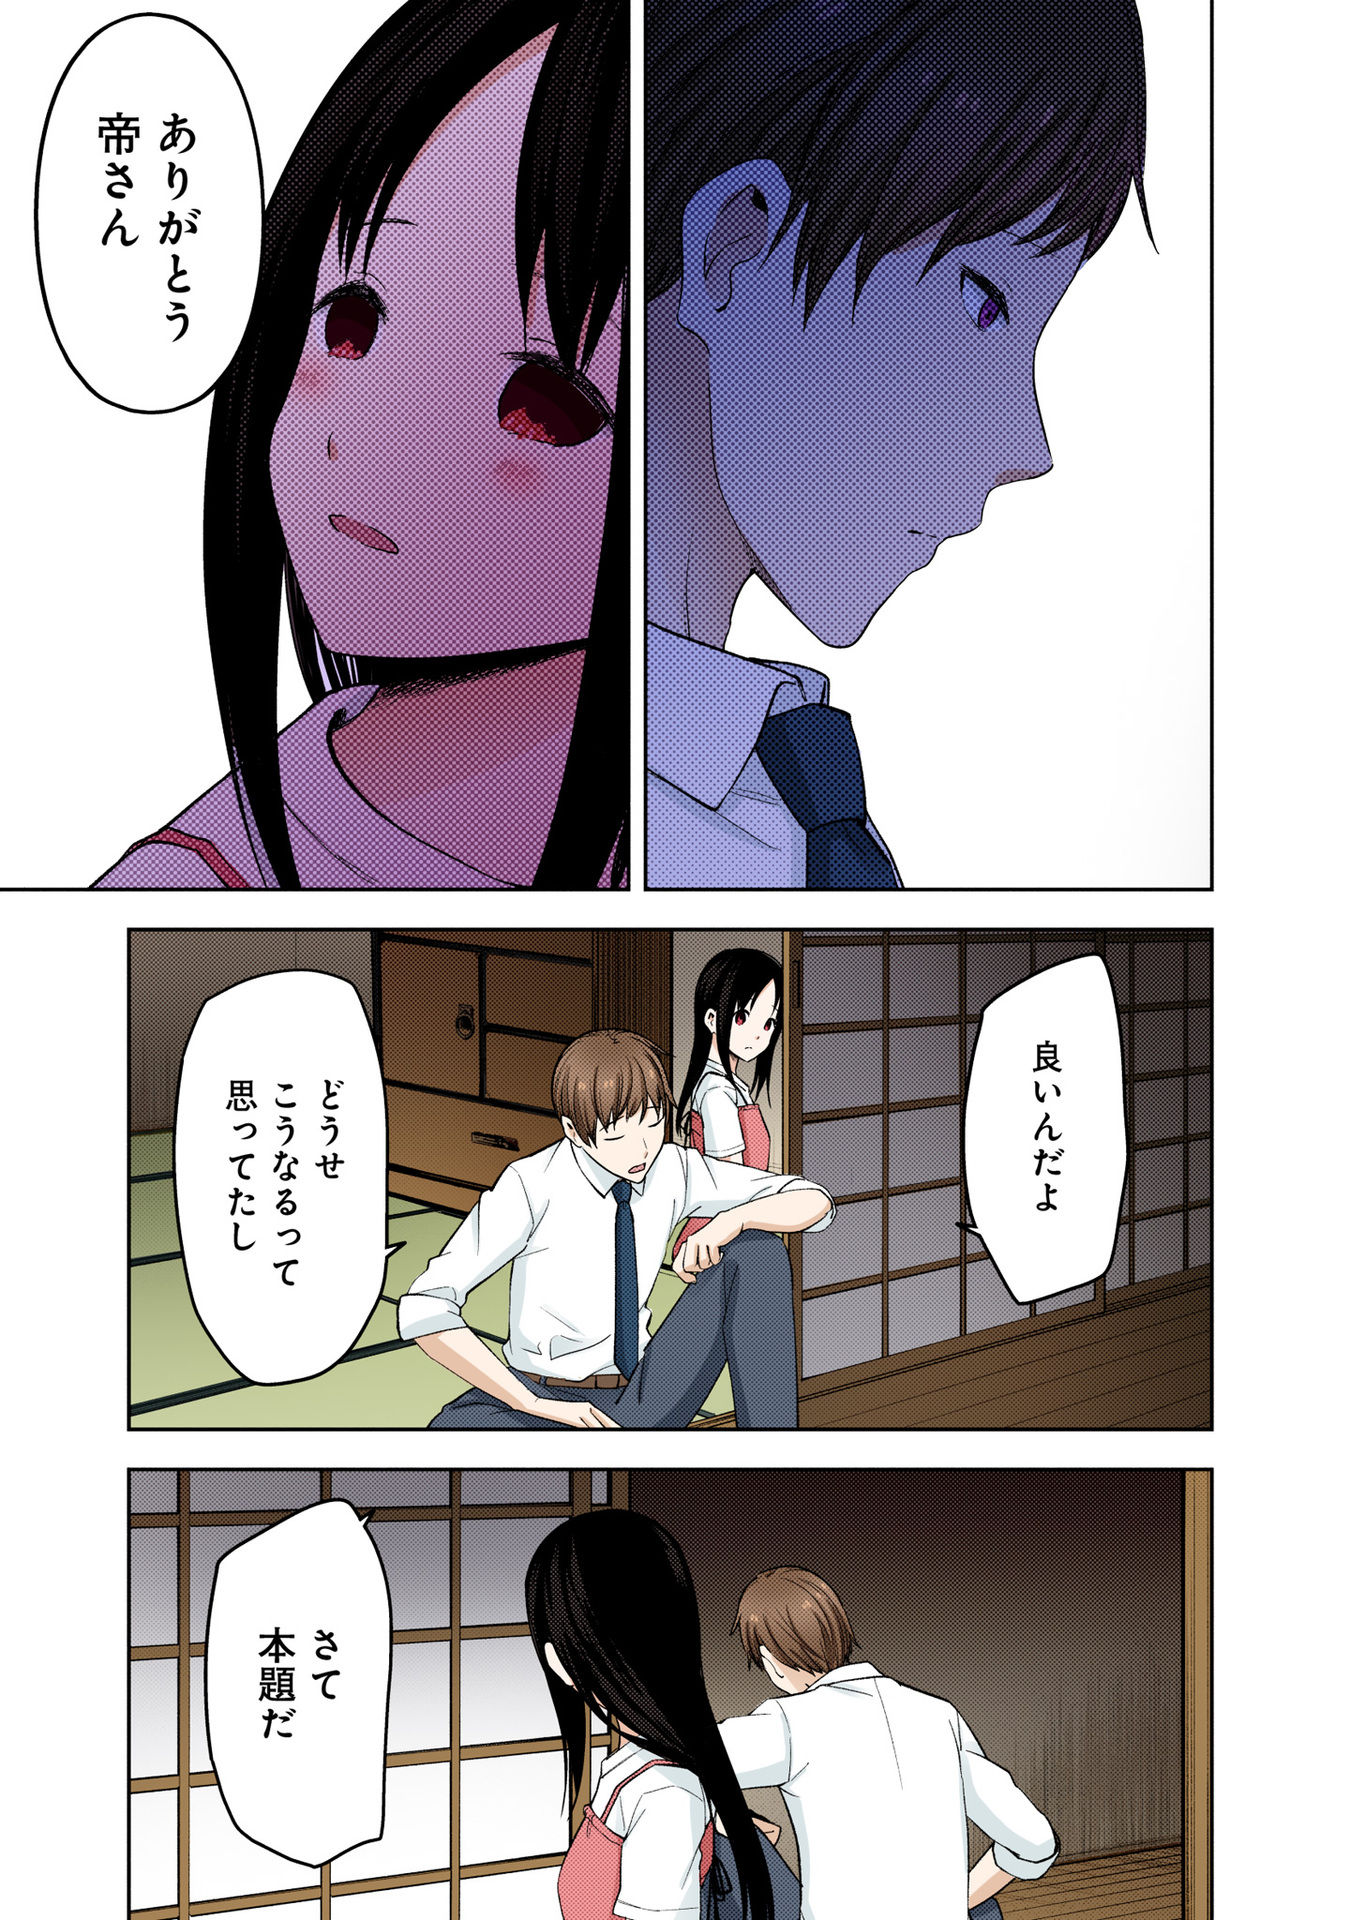 ありがとう
帝さん
良いんだよ
どうせ
こうなるって
思ってたし
さて
本題だ